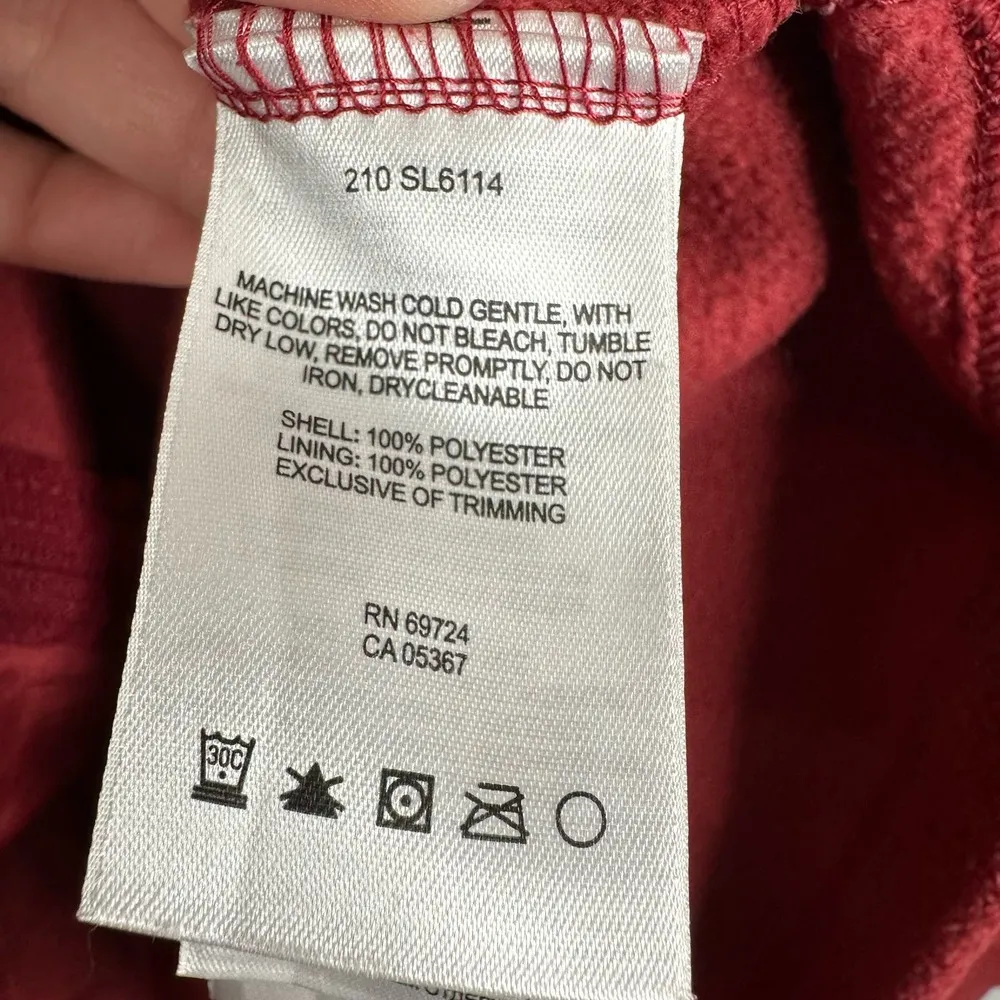 210 SL6114
MACHINE WASH COLD GENTLE, WITH
LIKE COLORS, DO NOT BLEACH, TUMBLE
DRY LOW, REMOVE PROMPTLY, DO NOT
IRON, DRYCLEANABLE
SHELL: 100% POLYESTER
LINING: 100% POLYESTER
EXCLUSIVE OF TRIMMING
RN 69724
CA 05367
30C